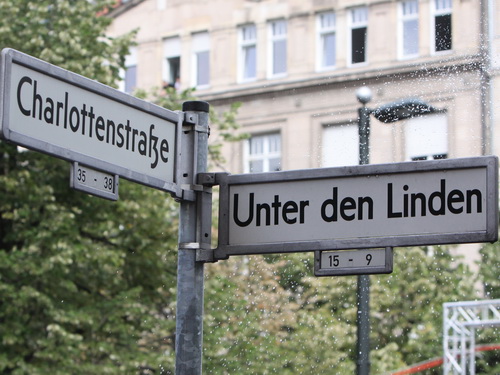 Charlottenstraße
35 - 38
Unter den Linden
15 - 9